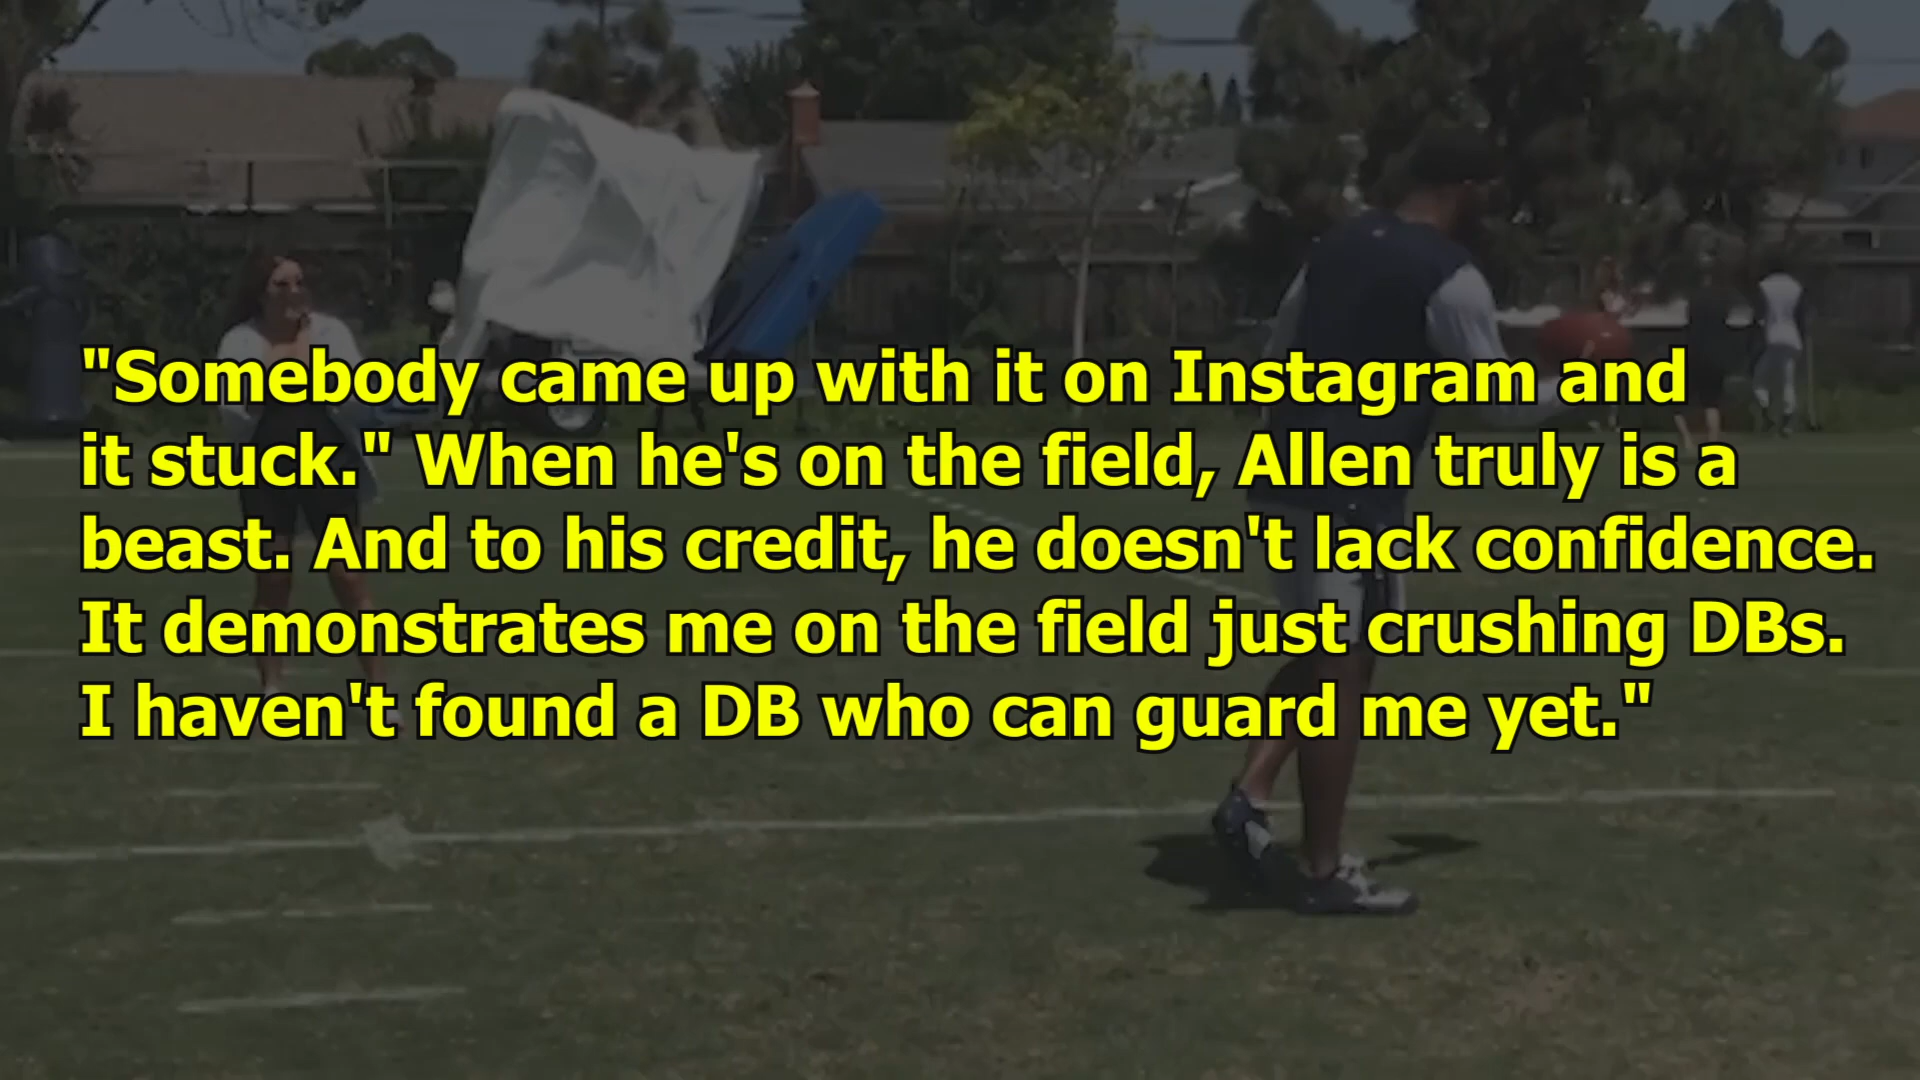 "Somebody came up with it on Instagram and
it stuck." When he's on the field, Allen truly is a
beast. And to his credit, he doesn't lack confidence.
It demonstrates me on the field just crushing DBs.
I haven't found a DB who can guard me yet."